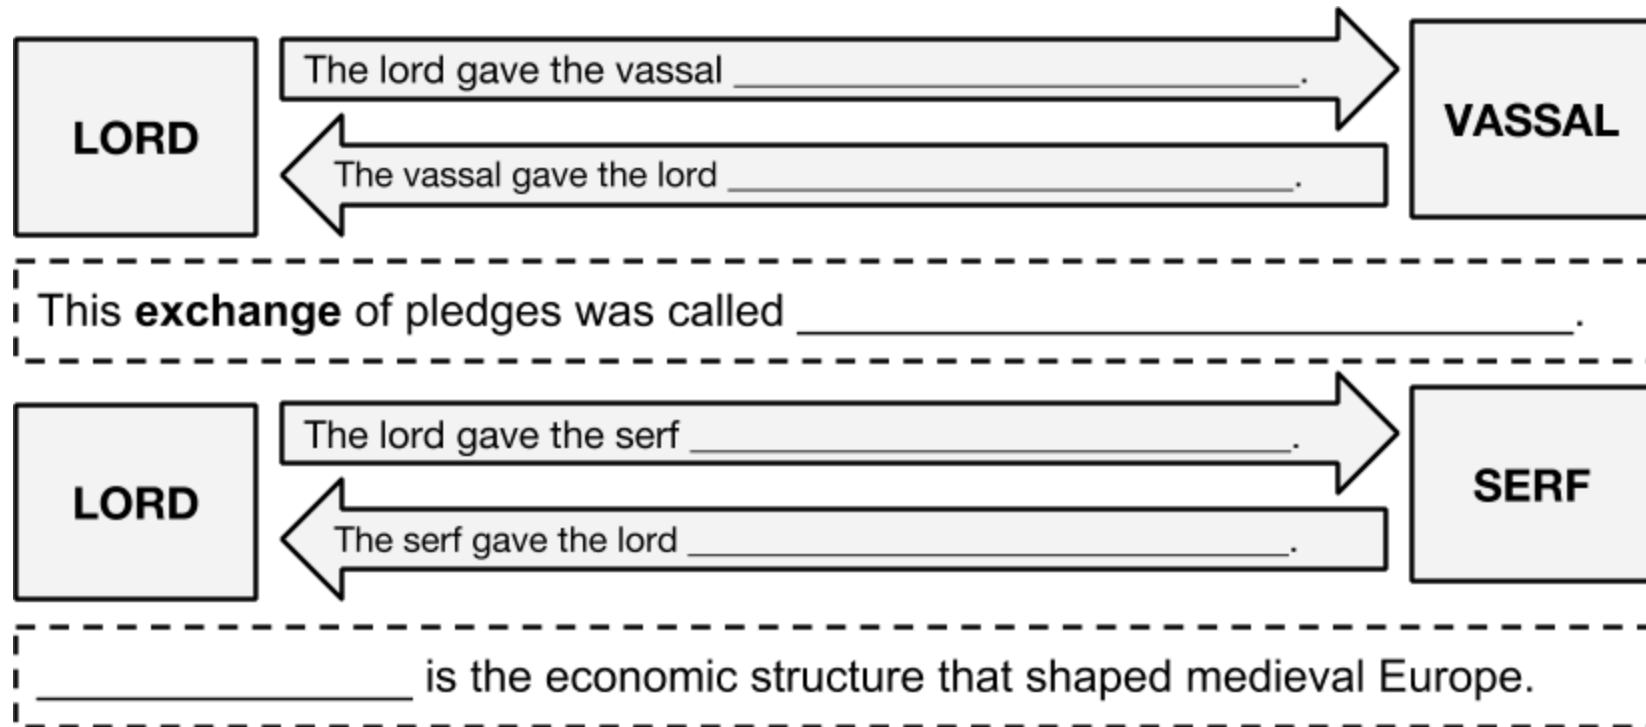 LORD
The lord gave the vassal ____________________________.
The vassal gave the lord ____________________________.
VASSAL
This exchange of pledges was called ________________________________.
LORD
The lord gave the serf ______________________________.
The serf gave the lord ______________________________.
SERF
________________ is the economic structure that shaped medieval Europe.